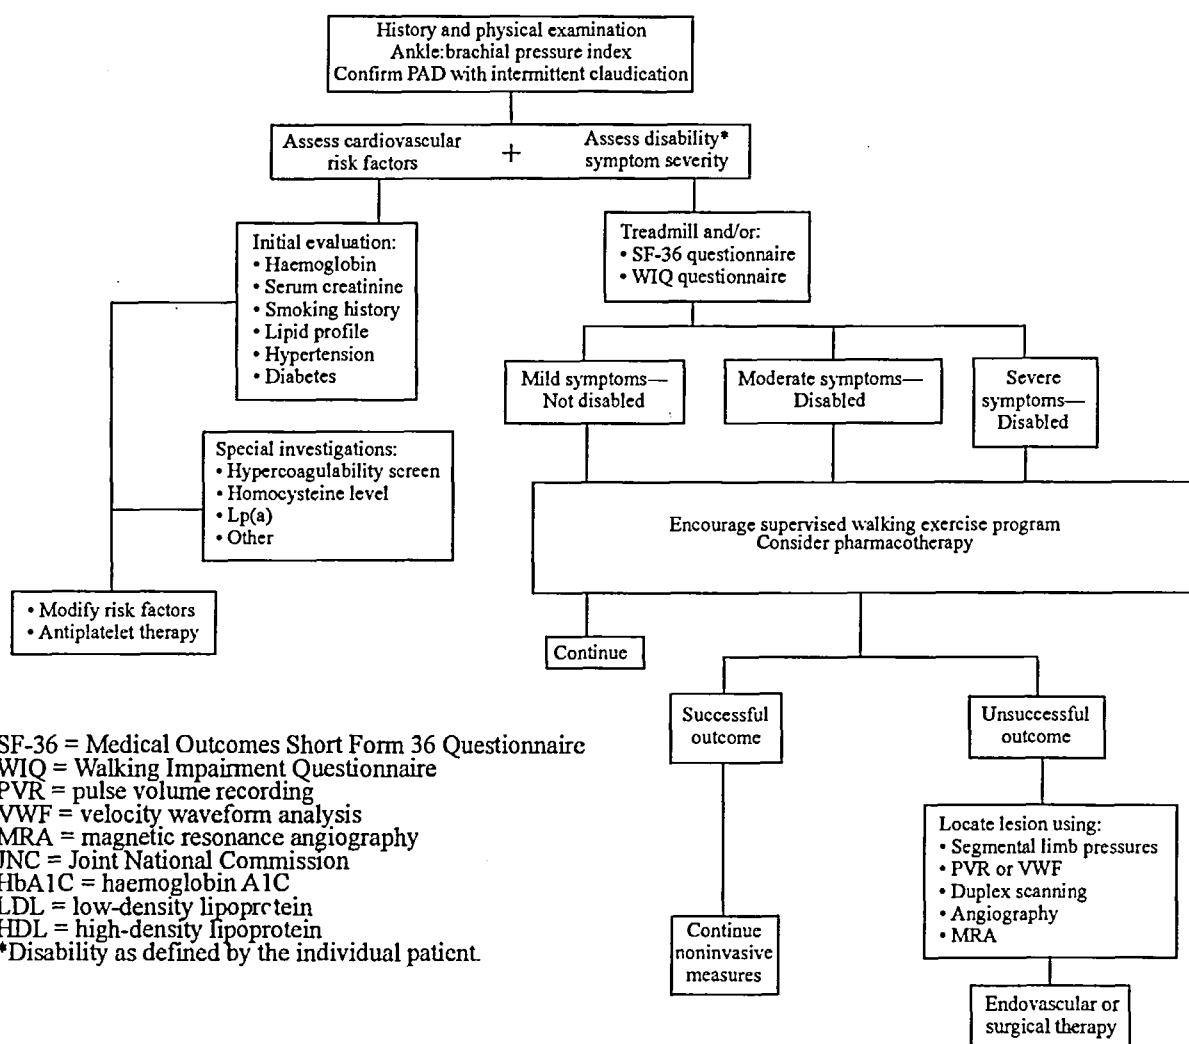 History and physical examination
Ankle:brachial pressure index
Confirm PAD with intermittent claudication
Assess cardiovascular
risk factors
+
Assess disability*
symptom severity
Initial evaluation:
• Haemoglobin
• Serum creatinine
• Smoking history
• Lipid profile
• Hypertension
• Diabetes
Treadmill and/or:
• SF-36 questionnaire
• WIQ questionnaire
Mild symptoms—
Not disabled
Moderate symptoms—
Disabled
Severe
symptoms—
Disabled
Special investigations:
• Hypercoagulability screen
• Homocysteine level
• Lp(a)
• Other
Encourage supervised walking exercise program
Consider pharmacotherapy
• Modify risk factors
• Antiplatelet therapy
Continue
Successful
outcome
Unsuccessful
outcome
Locate lesion using:
• Segmental limb pressures
• PVR or VWF
• Duplex scanning
• Angiography
• MRA
Continue
noninvasive
measures
Endovascular or
surgical therapy
SF-36 = Medical Outcomes Short Form 36 Questionnaire
WIQ = Walking Impairment Questionnaire
PVR = pulse volume recording
VWF = velocity waveform analysis
MRA = magnetic resonance angiography
JNC = Joint National Commission
HbA1C = haemoglobin A1C
LDL = low-density lipoprotein
HDL = high-density lipoprotein
*Disability as defined by the individual patient.